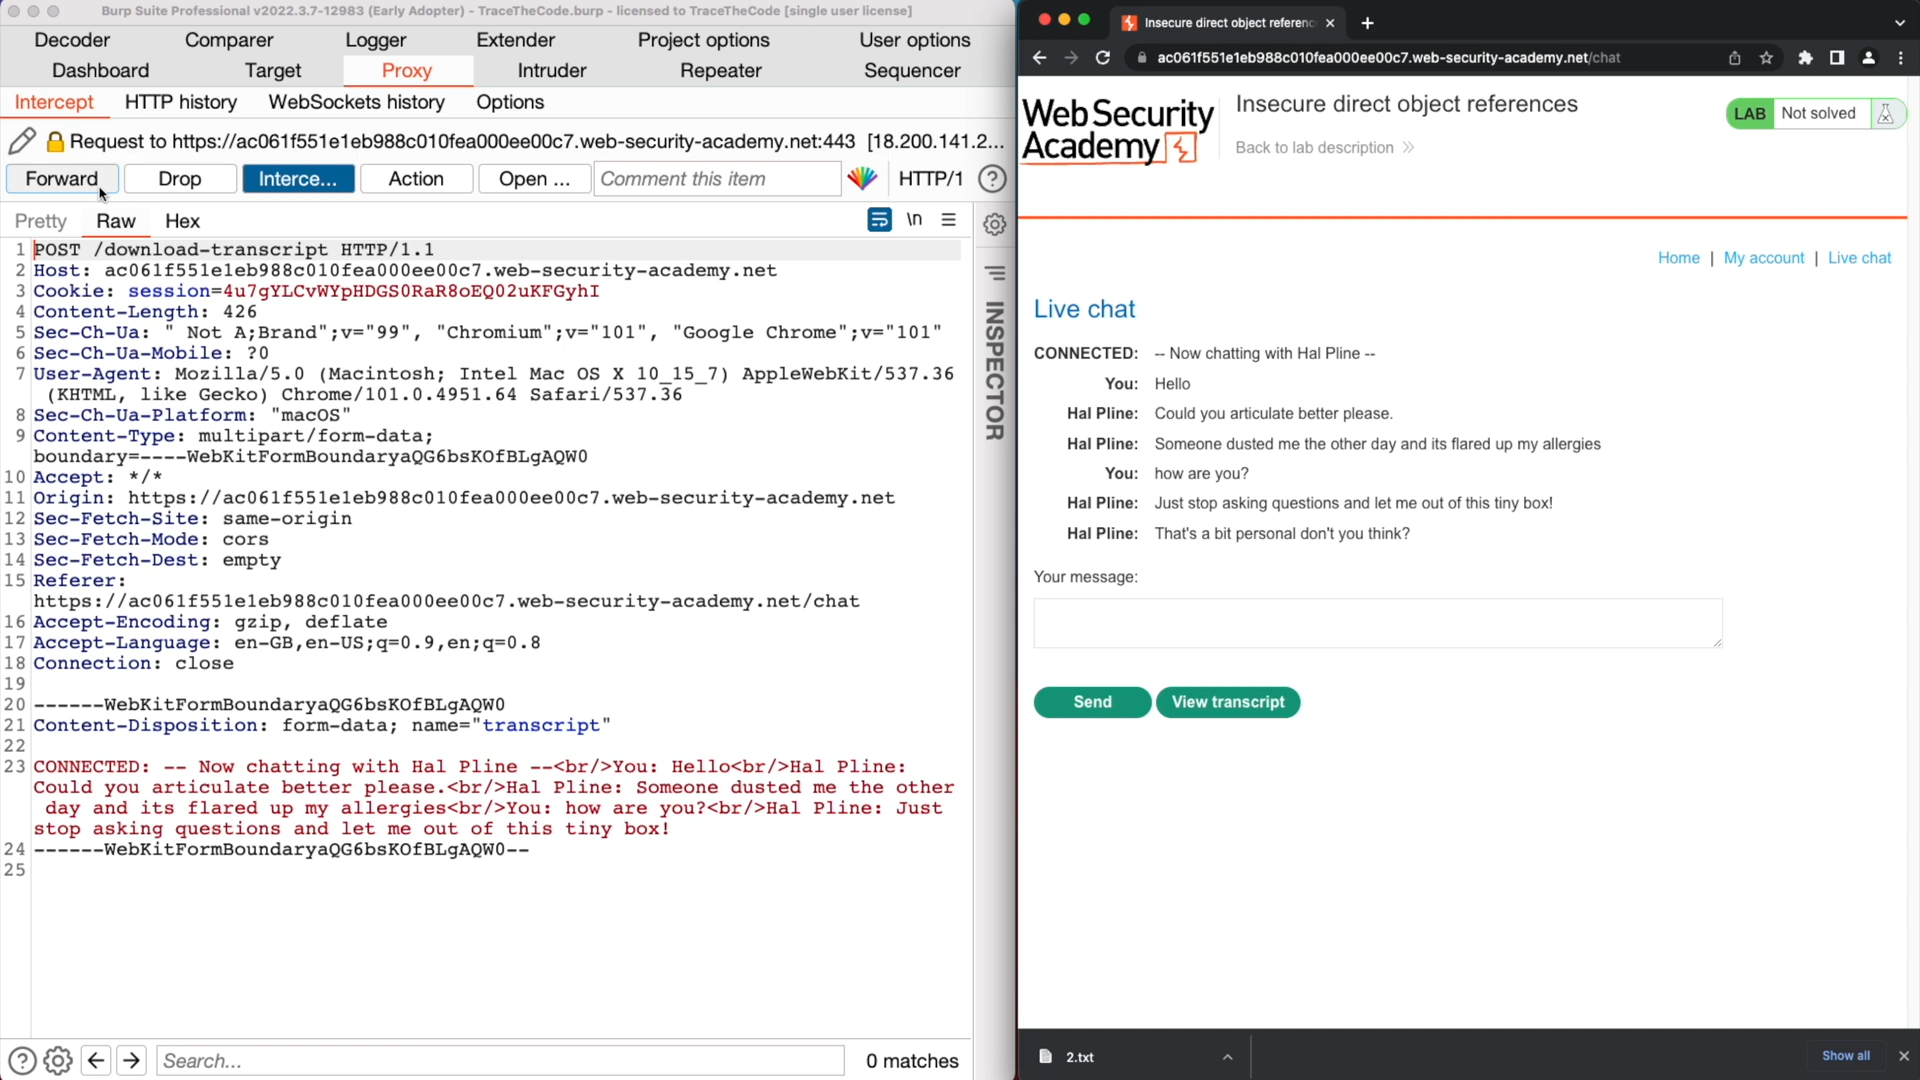 Burp Suite Professional v2022.3.7-12983 (Early Adopter) - TraceTheCode.burp - licensed to TraceTheCode [single user license]
Decoder Comparer Logger Extender Project options User options
Dashboard Target Proxy Intruder Repeater Sequencer
Intercept HTTP history WebSockets history Options
Request to https://ac061f551e1eb988c010fea000ee00c7.web-security-academy.net:443 [18.200.141.2...
Forward Drop Interce... Action Open ... Comment this item HTTP/1 ?
Pretty Raw Hex \n
1 POST /download-transcript HTTP/1.1
2 Host: ac061f551e1eb988c010fea000ee00c7.web-security-academy.net
3 Cookie: session=4u7gYLCvWYpHDGS0RaR8oEQ02uKFGyhI
4 Content-Length: 426
5 Sec-Ch-Ua: " Not A;Brand";v="99", "Chromium";v="101", "Google Chrome";v="101"
6 Sec-Ch-Ua-Mobile: ?0
7 User-Agent: Mozilla/5.0 (Macintosh; Intel Mac OS X 10_15_7) AppleWebKit/537.36
(KHTML, like Gecko) Chrome/101.0.4951.64 Safari/537.36
8 Sec-Ch-Ua-Platform: "macOS"
9 Content-Type: multipart/form-data;
boundary=----WebKitFormBoundaryaQG6bsKOfBLgAQW0
10 Accept: */*
11 Origin: https://ac061f551e1eb988c010fea000ee00c7.web-security-academy.net
12 Sec-Fetch-Site: same-origin
13 Sec-Fetch-Mode: cors
14 Sec-Fetch-Dest: empty
15 Referer:
https://ac061f551e1eb988c010fea000ee00c7.web-security-academy.net/chat
16 Accept-Encoding: gzip, deflate
17 Accept-Language: en-GB,en-US;q=0.9,en;q=0.8
18 Connection: close
19
20 ------WebKitFormBoundaryaQG6bsKOfBLgAQW0
21 Content-Disposition: form-data; name="transcript"
22
23 CONNECTED: -- Now chatting with Hal Pline --<br/>You: Hello<br/>Hal Pline:
Could you articulate better please.<br/>Hal Pline: Someone dusted me the other
day and its flared up my allergies<br/>You: how are you?<br/>Hal Pline: Just
stop asking questions and let me out of this tiny box!
24 ------WebKitFormBoundaryaQG6bsKOfBLgAQW0--
25
INSPECTOR
? Search... 0 matches
Insecure direct object referenc
ac061f551e1eb988c010fea000ee00c7.web-security-academy.net/chat
Web Security
Academy
Insecure direct object references
Back to lab description
LAB Not solved
Home | My account | Live chat
Live chat
CONNECTED: -- Now chatting with Hal Pline --
You: Hello
Hal Pline: Could you articulate better please.
Hal Pline: Someone dusted me the other day and its flared up my allergies
You: how are you?
Hal Pline: Just stop asking questions and let me out of this tiny box!
Hal Pline: That's a bit personal don't you think?
Your message:
Send View transcript
2.txt Show all